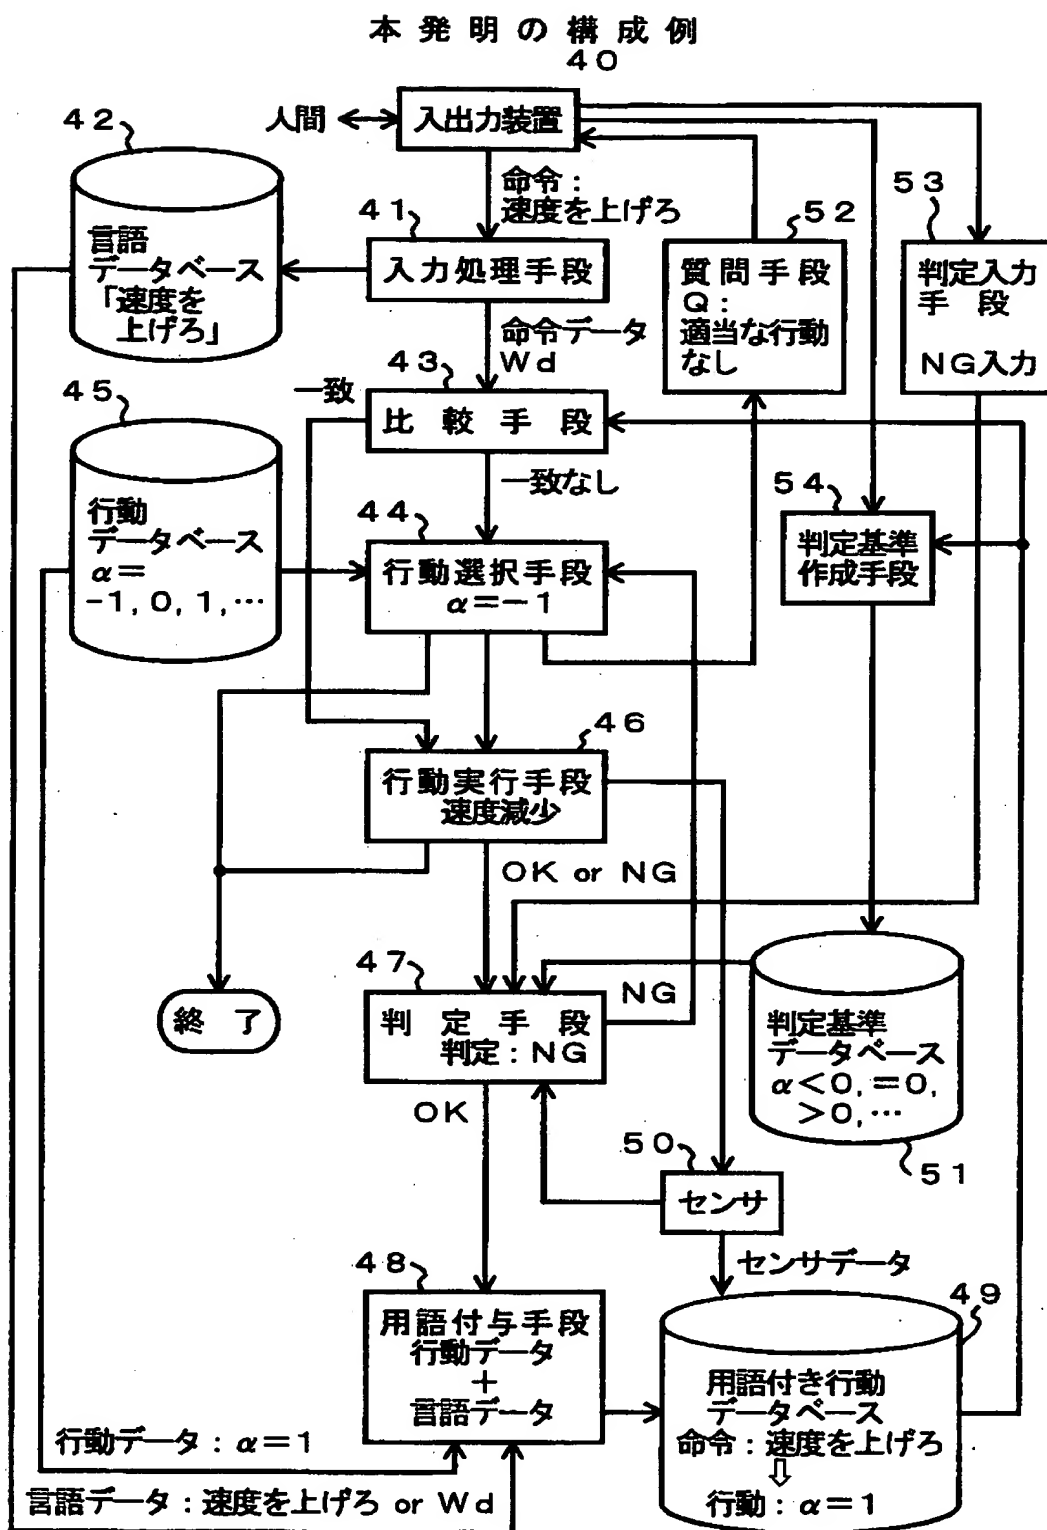 本発明の構成例
40
人間
入出力装置
42
命令：
速度を上げろ
41
52
53
言語
データベース
「速度を
上げろ」
入力処理手段
質問手段
Q：
適当な行動
なし
判定入力
手段
NG入力
命令データ
Wd
43
一致
45
比較手段
一致なし
54
行動
データベース
α＝
-1, 0, 1, …
44
行動選択手段
α＝－1
判定基準
作成手段
46
行動実行手段
速度減少
OK or NG
47
NG
終了
判定手段
判定：NG
判定基準
データベース
α＜0, ＝0,
＞0, …
OK
50
51
センサ
センサデータ
48
49
用語付与手段
行動データ
＋
言語データ
用語付き行動
データベース
命令：速度を上げろ
⇩
行動：α＝1
行動データ：α＝1
言語データ：速度を上げろ or Wd